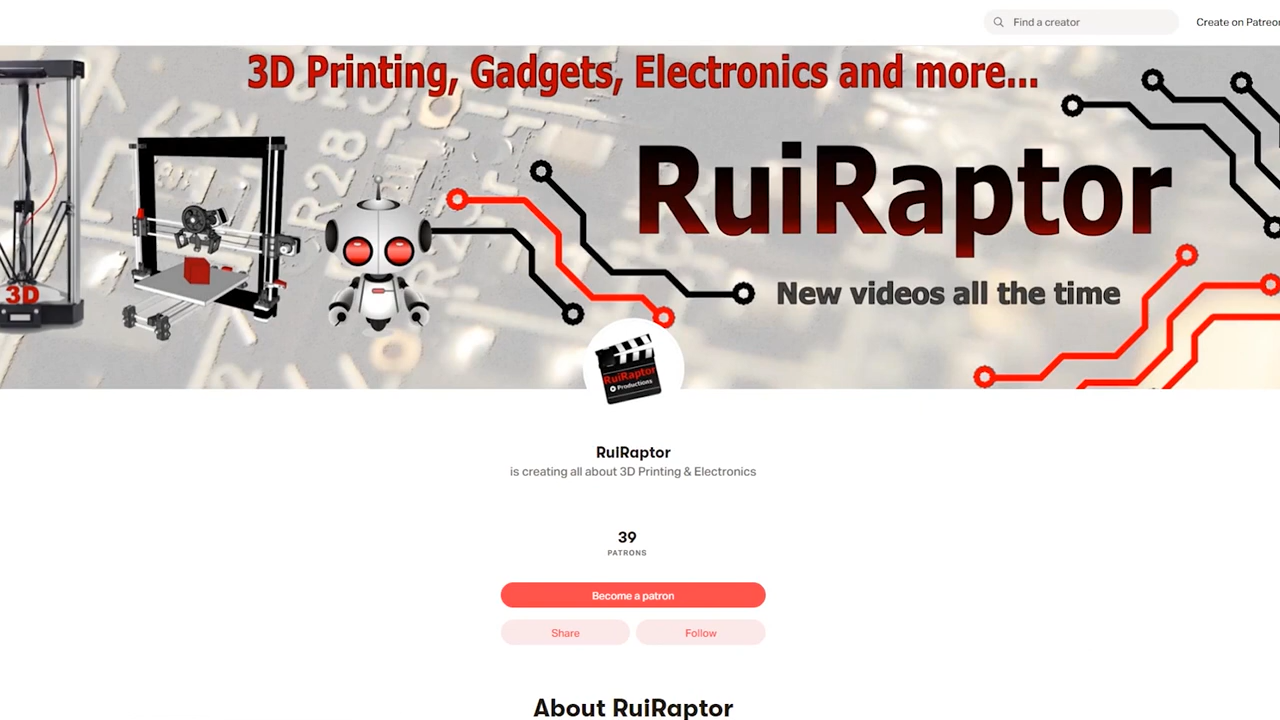 Find a creator
Create on Patreon
3D Printing, Gadgets, Electronics and more...
R28
RuiRaptor
New videos all the time
3D
RuiRaptor
Productions
RuIRaptor
is creating all about 3D Printing & Electronics
39
PATRONS
Become a patron
Share
Follow
About RuiRaptor